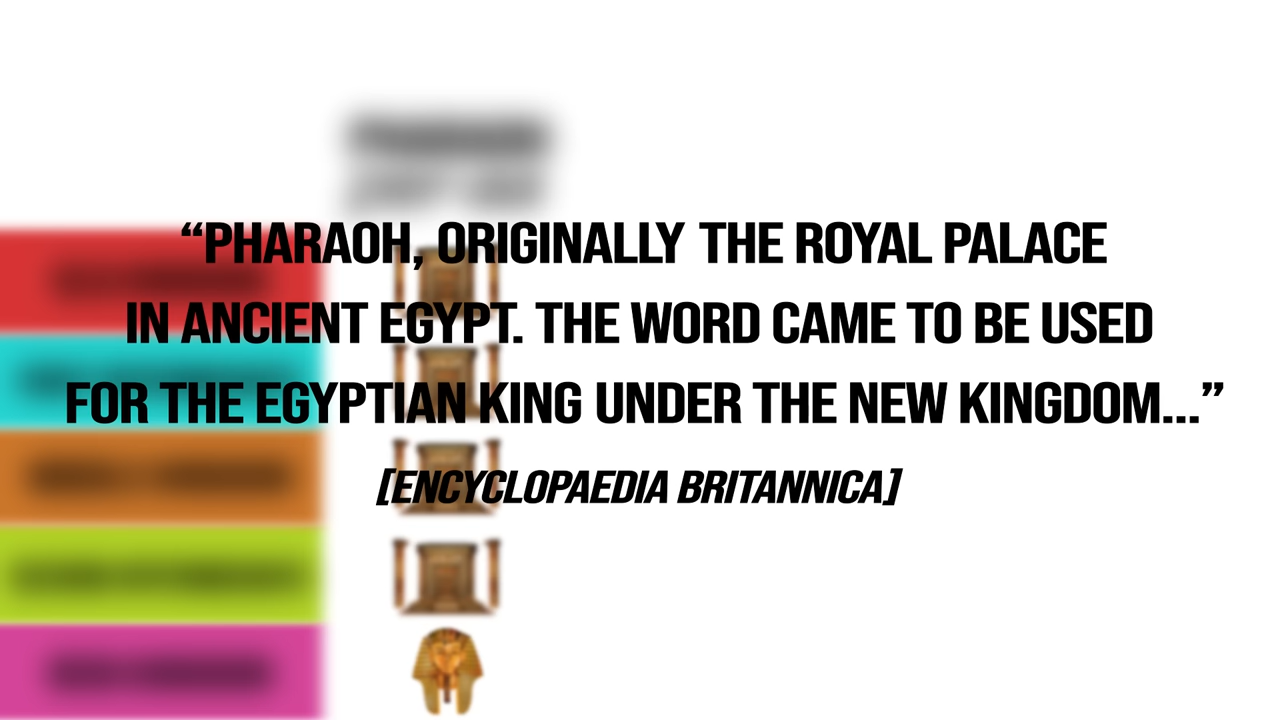 “PHARAOH, ORIGINALLY THE ROYAL PALACE
IN ANCIENT EGYPT. THE WORD CAME TO BE USED
FOR THE EGYPTIAN KING UNDER THE NEW KINGDOM...”
[ENCYCLOPAEDIA BRITANNICA]